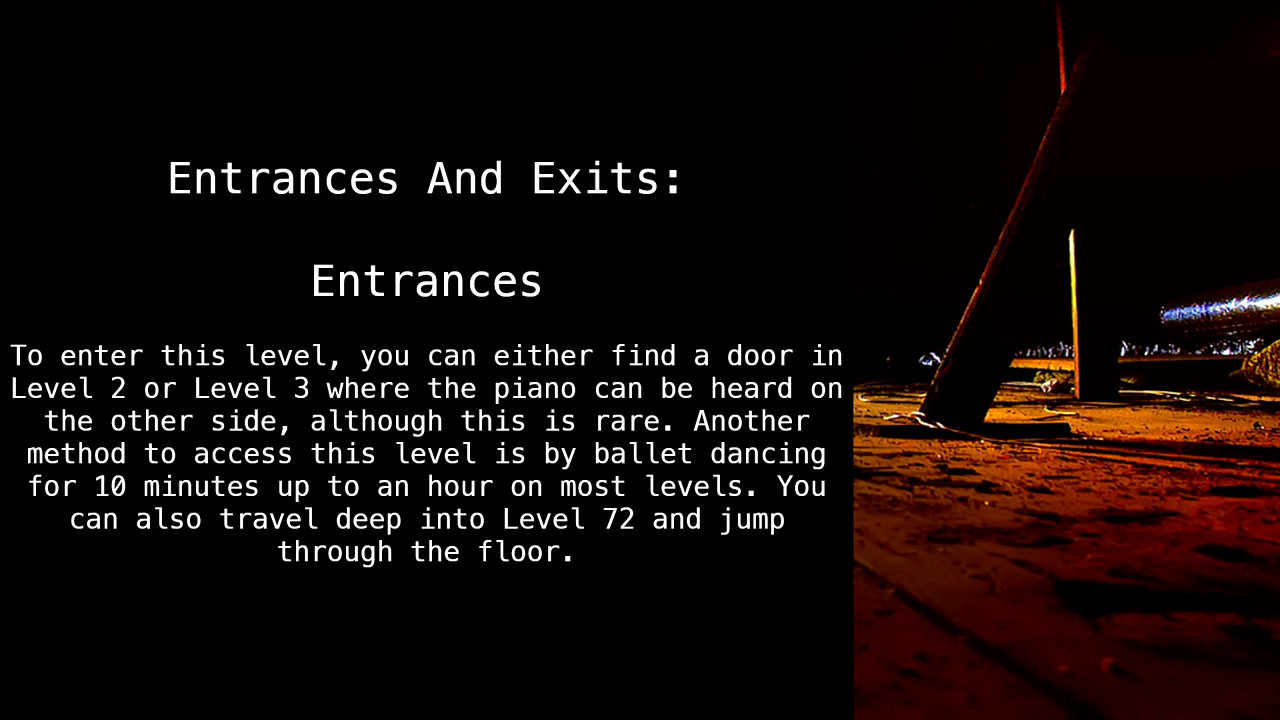 Entrances And Exits:
Entrances
To enter this level, you can either find a door in
Level 2 or Level 3 where the piano can be heard on
the other side, although this is rare. Another
method to access this level is by ballet dancing
for 10 minutes up to an hour on most levels. You
can also travel deep into Level 72 and jump
through the floor.